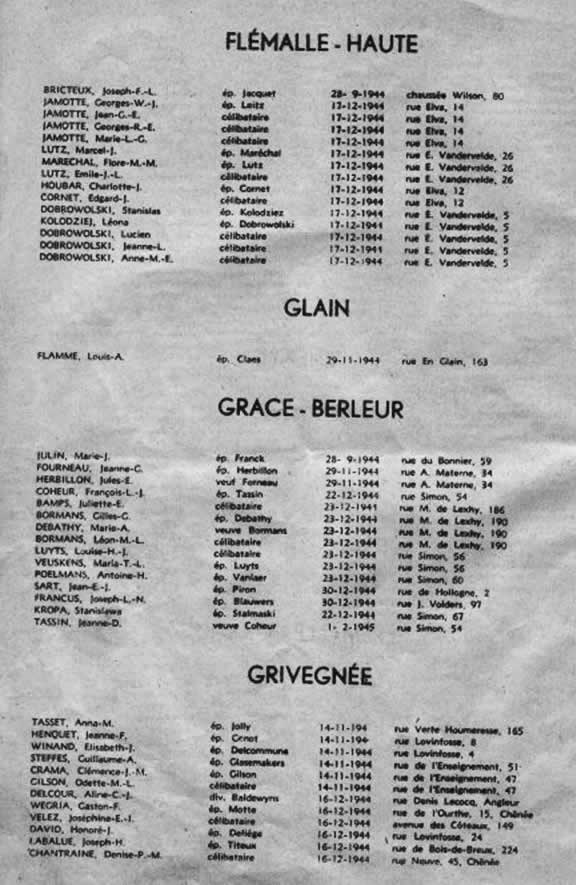 FLÉMALLE - HAUTE
BRICTEUX, Joseph-F.-L. ép. Jacquet 28- 9-1944 chaussée Wilson, 80
JAMOTTE, Georges-W.-J. ép. Leitz 17-12-1944 rue Elva, 14
JAMOTTE, Jean-G.-E. célibataire 17-12-1944 rue Elva, 14
JAMOTTE, Georges-R.-E. célibataire 17-12-1944 rue Elva, 14
JAMOTTE, Marie-L.-G. célibataire 17-12-1944 rue Elva, 14
LUTZ, Marcel-J. ép. Maréchal 17-12-1944 rue E. Vandervelde, 26
MARECHAL, Flore-M.-M. ép. Lutz 17-12-1944 rue E. Vandervelde, 26
LUTZ, Emile-J.-L. célibataire 17-12-1944 rue E. Vandervelde, 26
HOUBAR, Charlotte-J. ép. Cornet 17-12-1944 rue Elva, 12
CORNET, Edgard-J. célibataire 17-12-1944 rue Elva, 12
DOBROWOLSKI, Stanislas ép. Kolodziez 17-12-1944 rue E. Vandervelde, 5
KOLODZIEJ, Léona ép. Dobrowolski 17-12-1944 rue E. Vandervelde, 5
DOBROWOLSKI, Lucien célibataire 17-12-1944 rue E. Vandervelde, 5
DOBROWOLSKI, Jeanne-L. célibataire 17-12-1944 rue E. Vandervelde, 5
DOBROWOLSKI, Anne-M.-E. célibataire 17-12-1944 rue E. Vandervelde, 5
GLAIN
FLAMME, Louis-A. ép. Claes 29-11-1944 rue En Glain, 163
GRACE - BERLEUR
JULIN, Marie-J. ép. Franck 28- 9-1944 rue du Bonnier, 59
FOURNEAU, Jeanne-G. ép. Herbillon 29-11-1944 rue A. Materne, 34
HERBILLON, Jules-E. veuf Forneau 29-11-1944 rue A. Materne, 34
COHEUR, François-L.-J. ép. Tassin 22-12-1944 rue Simon, 54
BAMPS, Juliette-E. célibataire 23-12-1941 rue M. de Lexhy, 186
BORMANS, Gilles-G. ép. Debathy 23-12-1944 rue M. de Lexhy, 190
DEBATHY, Marie-A. veuve Bormans 23-12-1944 rue M. de Lexhy, 190
BORMANS, Léon-M.-L. célibataire 23-12-1944 rue M. de Lexhy, 190
LUYTS, Louise-H.-J. célibataire 23-12-1944 rue Simon, 56
VEUSKENS, Maria-T.-L. ép. Luyts 23-12-1944 rue Simon, 56
POELMANS, Antoine-H. ép. Vanlaer 23-12-1944 rue Simon, 60
SART, Jean-E.-J. ép. Piron 30-12-1944 rue de Hollogne, 2
FRANCUS, Joseph-L.-N. ép. Blauwers 30-12-1944 rue J. Volders, 97
KROPA, Stanislawa ép. Stalmaski 22-12-1944 rue Simon, 67
TASSIN, Jeanne-D. veuve Coheur 1- 2-1945 rue Simon, 54
GRIVEGNÉE
TASSET, Anna-M. ép. Jolly 14-11-194 rue Verte Houmeresse, 165
HENQUET, Jeanne-F. ép. Genot 14-11-194 rue Lovinfosse, 8
WINAND, Elisabeth-J. ép. Delcommune 14-11-1944 rue Lovinfosse, 4
STEFFES, Guillaume-A. ép. Glasemakers 14-11-1944 rue de l'Enseignement, 51
CRAMA, Clémence-J.-M. ép. Gilson 14-11-1944 rue de l'Enseignement, 47
GILSON, Odette-M.-L. célibataire 14-11-1944 rue de l'Enseignement, 47
DELCOUR, Aline-C.-J. div. Baldewyns 16-12-1944 rue Denis Lecocq, Angleur
WEGRIA, Gaston-F. ép. Motte 16-12-1944 rue de l'Ourthe, 15, Chênée
VELEZ, Joséphine-E.-J. célibataire 16-12-1944 avenue des Côteaux, 149
DAVID, Honoré-J. ép. Deliége 16-12-1944 rue Lovinfosse, 24
LABALUE, Joseph-H. ép. Titeux 16-12-1944 rue de Bois-de-Breux, 224
CHANTRAINE, Denise-P.-M. célibataire 16-12-1944 rue Neuve, 45, Chênée